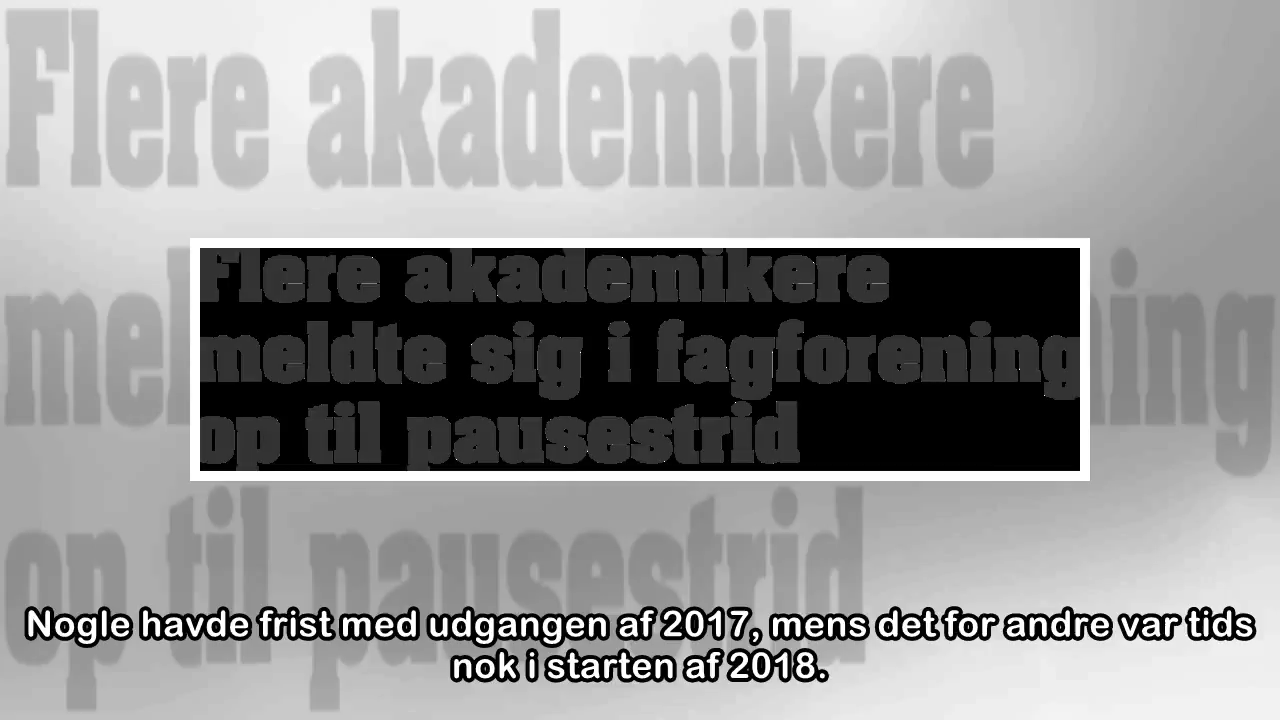 Flere akademikere
meldte sig i fagforening
op til pausestrid
Nogle havde frist med udgangen af 2017, mens det for andre var tids
nok i starten af 2018.